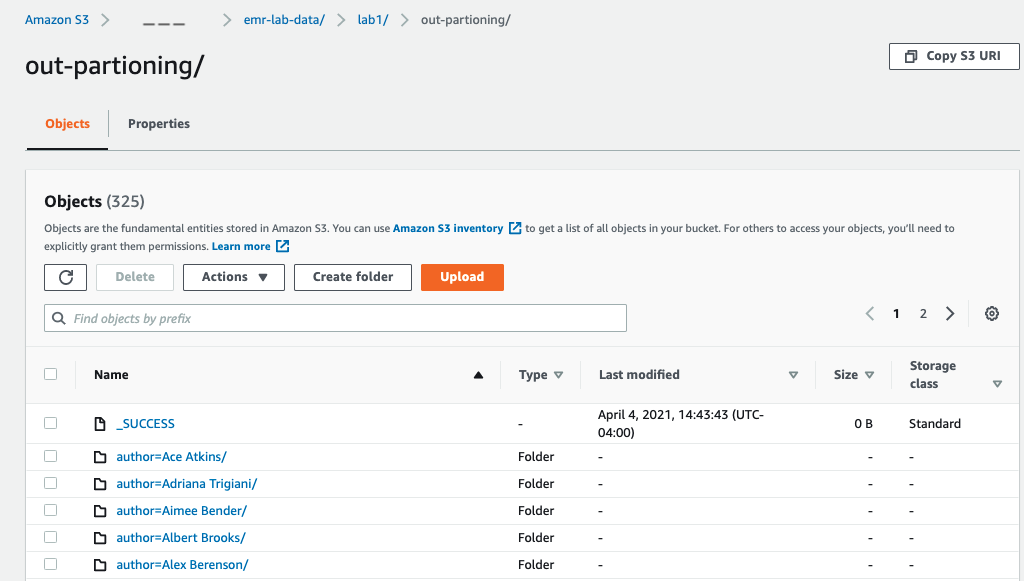 Amazon S3 > _ _ _ > emr-lab-data/ > lab1/ > out-partioning/
out-partioning/
Copy S3 URI
Objects Properties
Objects (325)
Objects are the fundamental entities stored in Amazon S3. You can use Amazon S3 inventory to get a list of all objects in your bucket. For others to access your objects, you'll need to
explicitly grant them permissions. Learn more
Delete Actions Create folder Upload
Find objects by prefix
1 2
Name Type Last modified Size Storage
class
_SUCCESS - April 4, 2021, 14:43:43 (UTC-
04:00) 0 B Standard
author=Ace Atkins/ Folder - - -
author=Adriana Trigiani/ Folder - - -
author=Aimee Bender/ Folder - - -
author=Albert Brooks/ Folder - - -
author=Alex Berenson/ Folder - - -